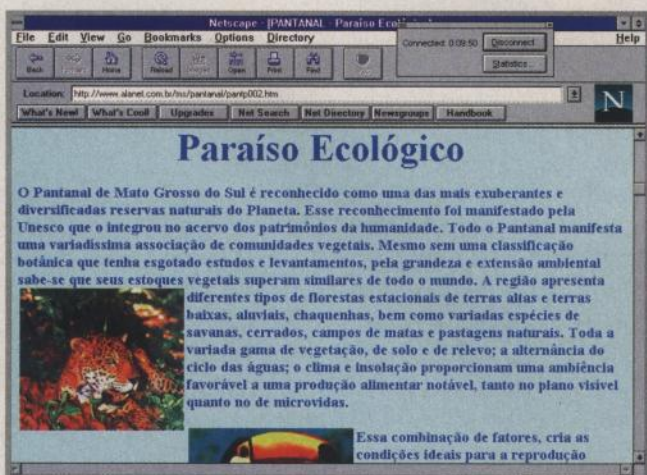 Netscape - [PANTANAL - Paraíso
File Edit View Go Bookmarks Options Directory Help
Connected: 0:09:50 Disconnect
Statistics...
Back Home Reload Open Print Find
Location: http://www.alanet.com.br/ms/pantanal/pantp002.htm
N
What's New! What's Cool! Upgrades Net Search Net Directory Newsgroups Handbook
Paraíso Ecológico
O Pantanal de Mato Grosso do Sul é reconhecido como uma das mais exuberantes e
diversificadas reservas naturais do Planeta. Esse reconhecimento foi manifestado pela
Unesco que o integrou no acervo dos patrimônios da humanidade. Todo o Pantanal manifesta
uma variadíssima associação de comunidades vegetais. Mesmo sem uma classificação
botânica que tenha esgotado estudos e levantamentos, pela grandeza e extensão ambiental
sabe-se que seus estoques vegetais superam similares de todo o mundo. A região apresenta
diferentes tipos de florestas estacionais de terras altas e terras
baixas, aluviais, chaquenhas, bem como variadas espécies de
savanas, cerrados, campos de matas e pastagens naturais. Toda a
variada gama de vegetação, de solo e de relevo; a alternância do
ciclo das águas; o clima e insolação proporcionam uma ambiência
favorável a uma produção alimentar notável, tanto no plano visível
quanto no de microvidas.
Essa combinação de fatores, cria as
condições ideais para a reprodução